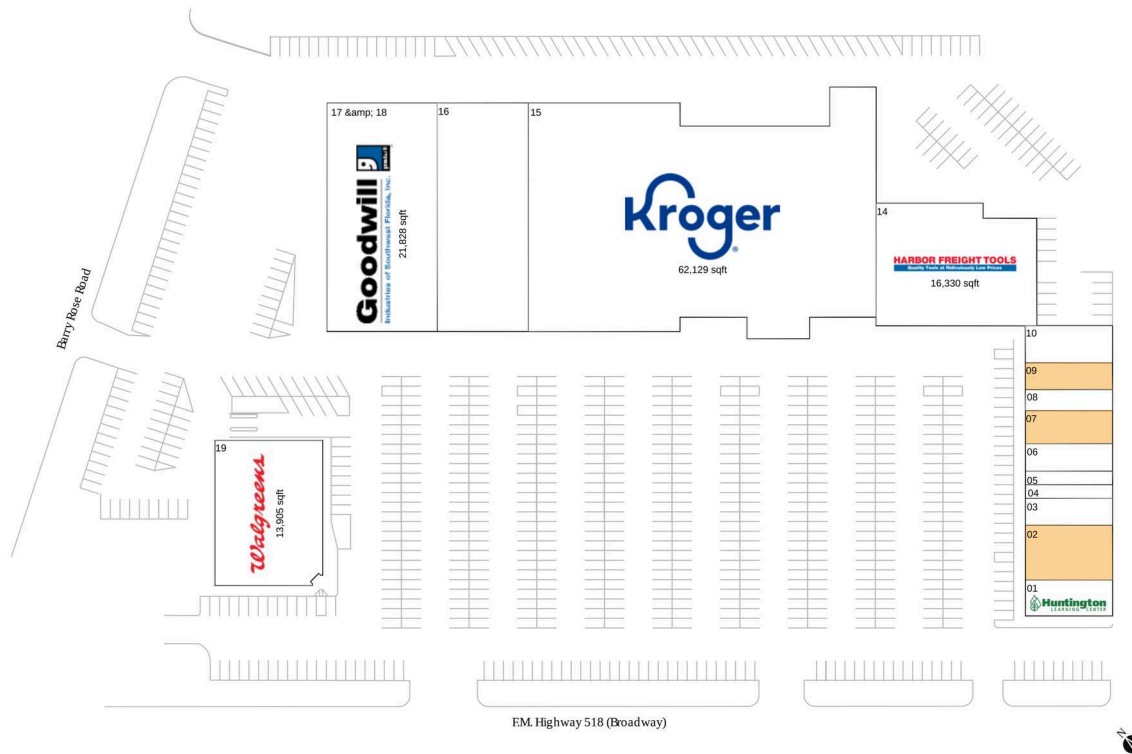 17 &amp; 18
16
15
Goodwill
Industries of Southwest Florida, Inc.
21,828 sqft
goodwill
Kroger
®
62,129 sqft
14
HARBOR FREIGHT TOOLS
Quality Tools at Ridiculously Low Prices
16,330 sqft
Barry Rose Road
10
09
08
07
06
05
04
03
02
01
Huntington
LEARNING CENTER
19
Walgreens
13,905 sqft
F.M. Highway 518 (Broadway)
N